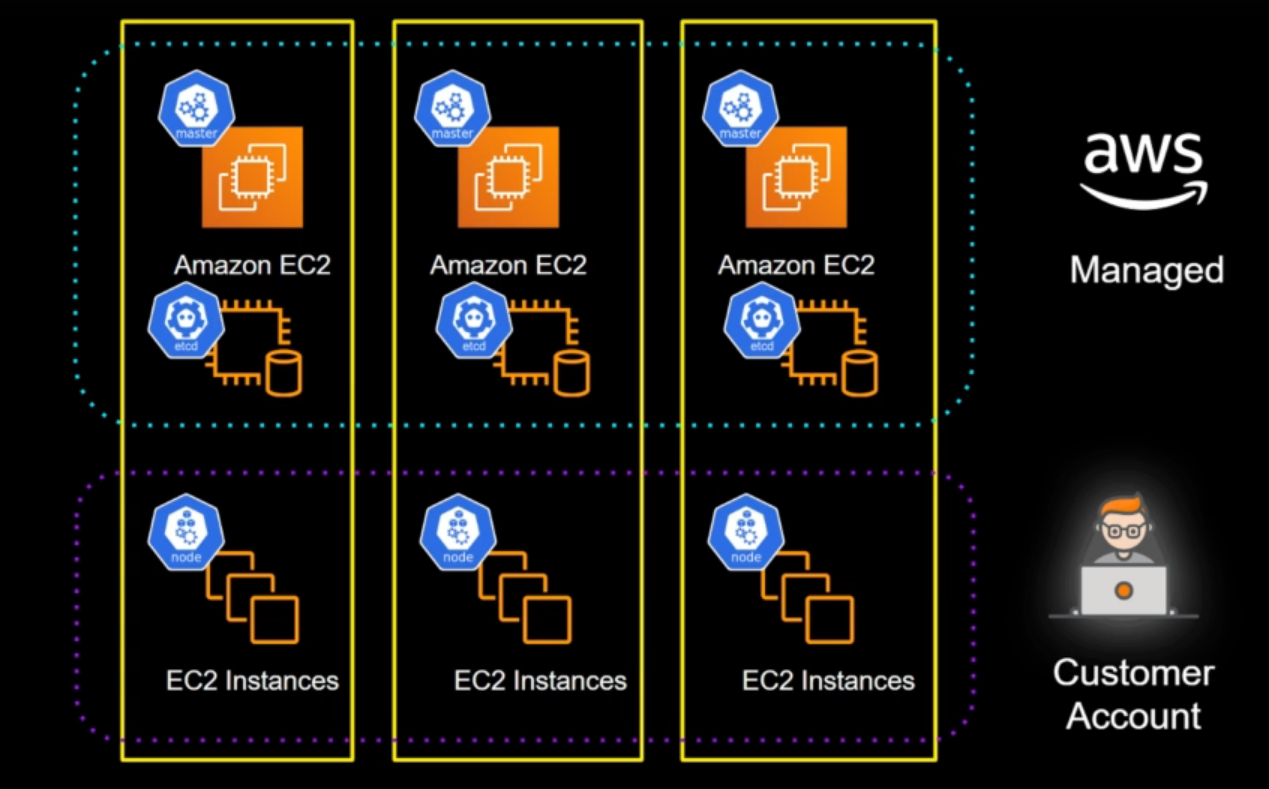 master
master
master
aws
Amazon EC2
Amazon EC2
Amazon EC2
Managed
etcd
etcd
etcd
node
node
node
EC2 Instances
EC2 Instances
EC2 Instances
Customer
Account